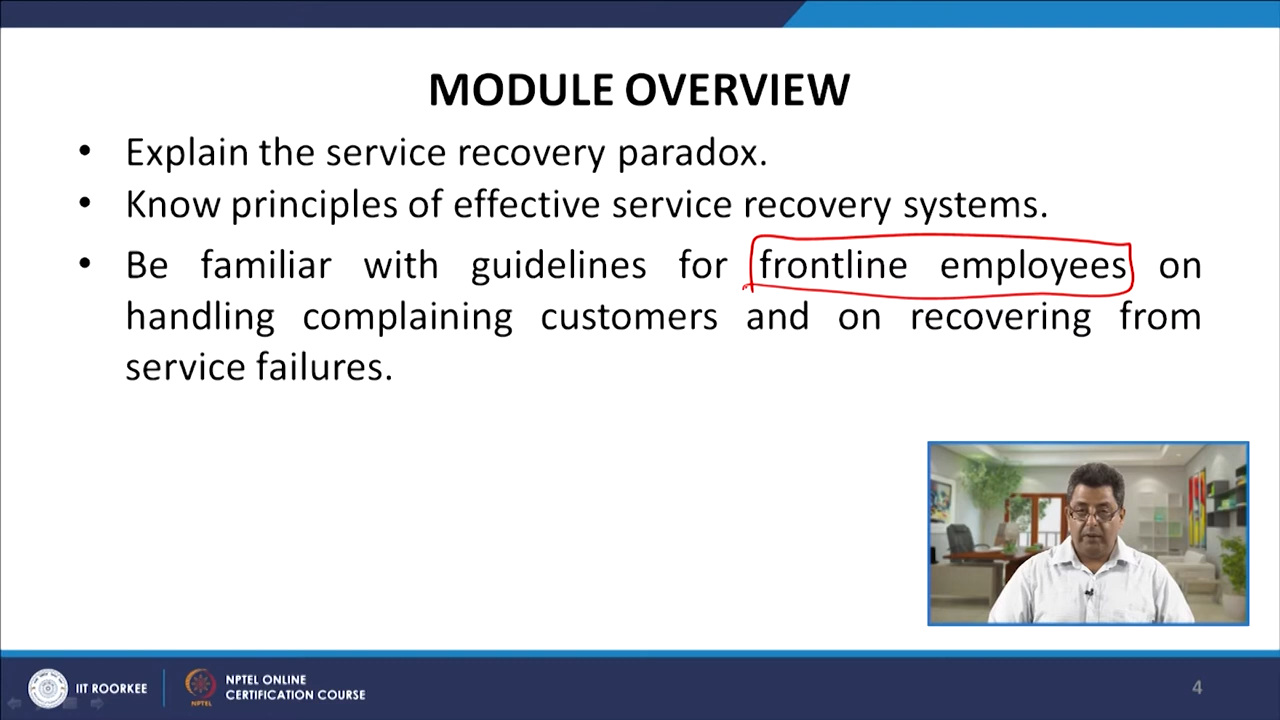 MODULE OVERVIEW
• Explain the service recovery paradox.
• Know principles of effective service recovery systems.
• Be familiar with guidelines for frontline employees on
handling complaining customers and on recovering from
service failures.
IIT ROORKEE
NPTEL ONLINE
CERTIFICATION COURSE
NPTEL
4